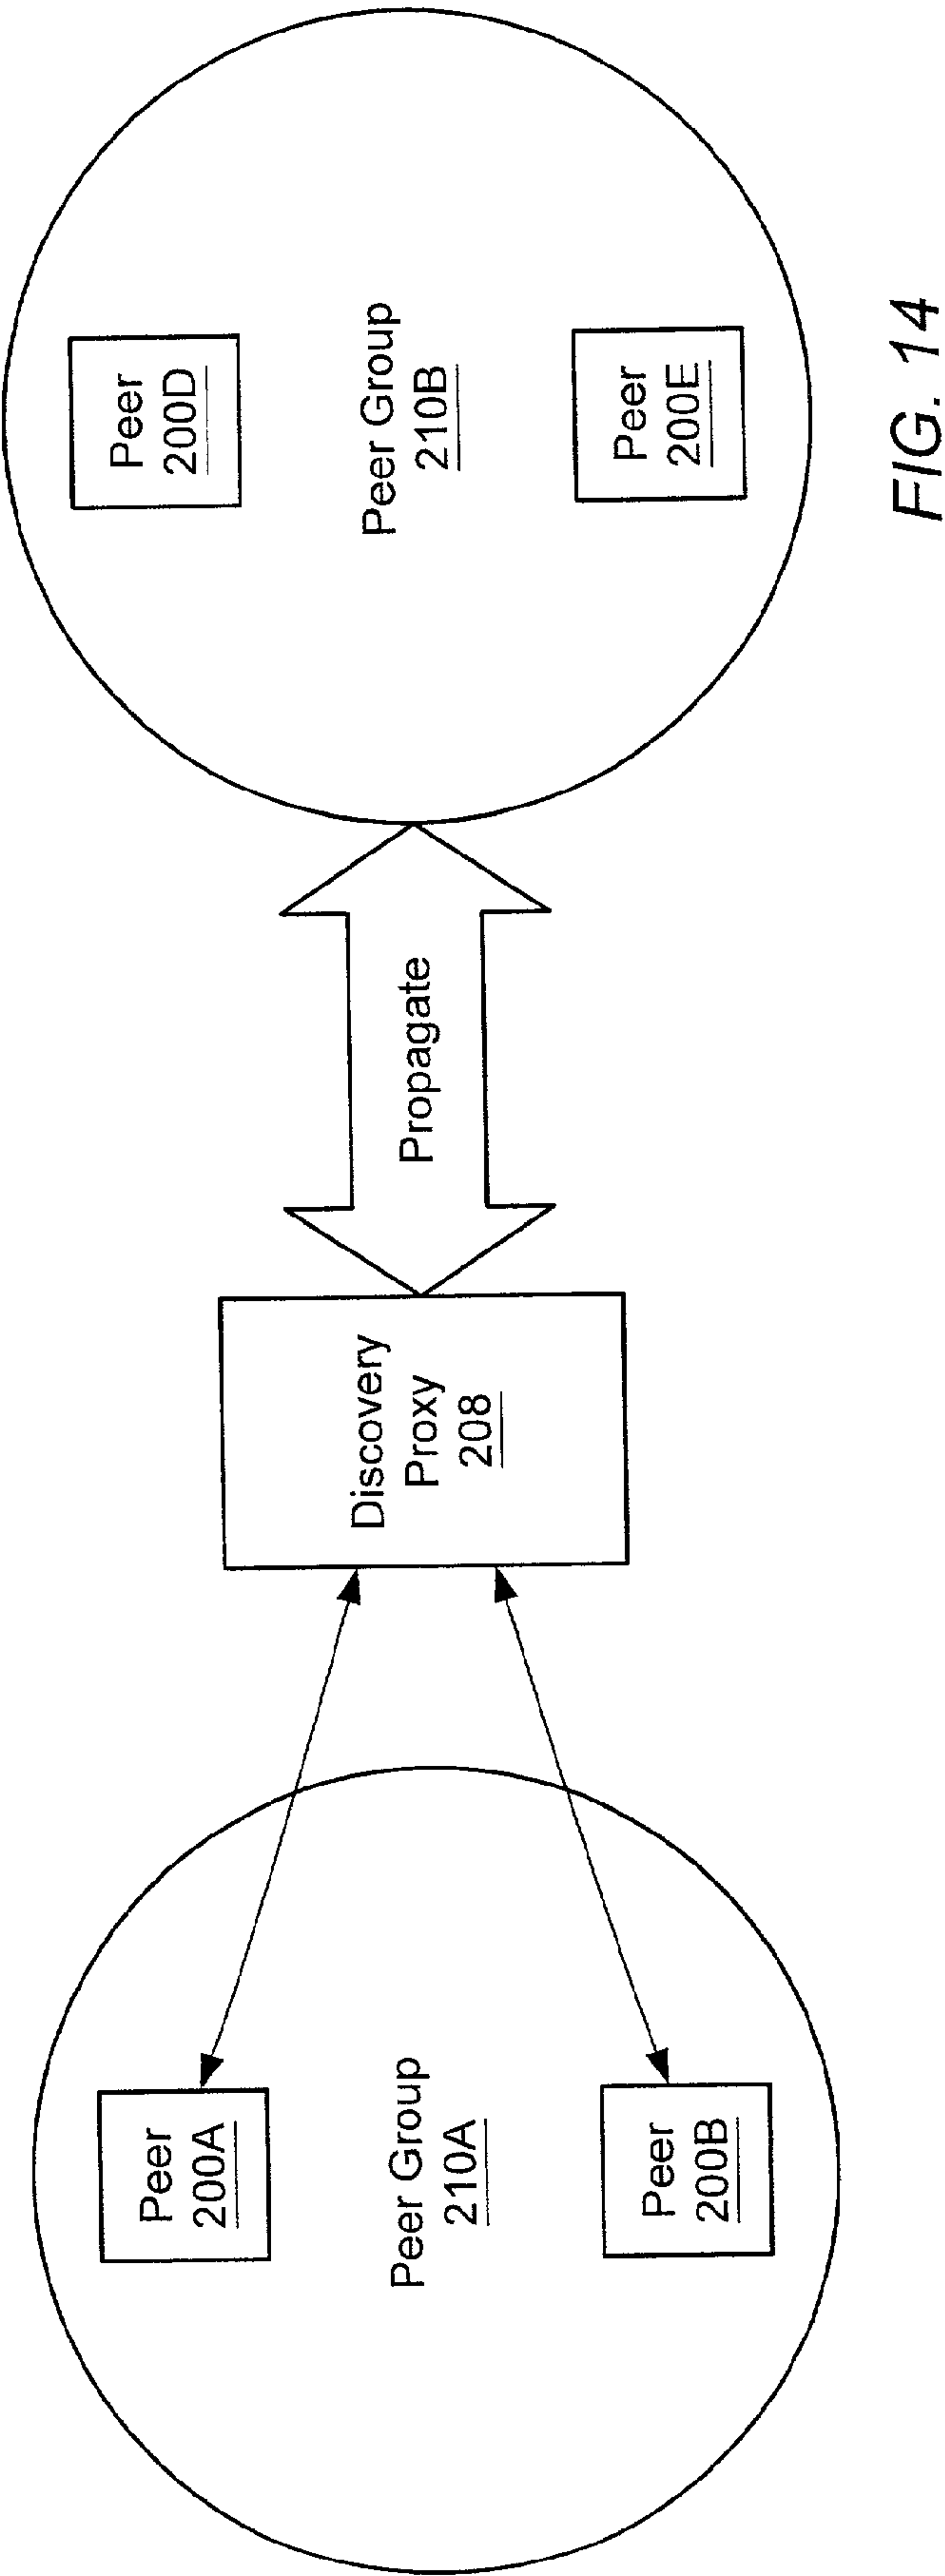 Peer
200A
Peer Group
210A
Peer
200B
Discovery
Proxy
208
Propagate
Peer
200D
Peer Group
210B
Peer
200E
FIG. 14